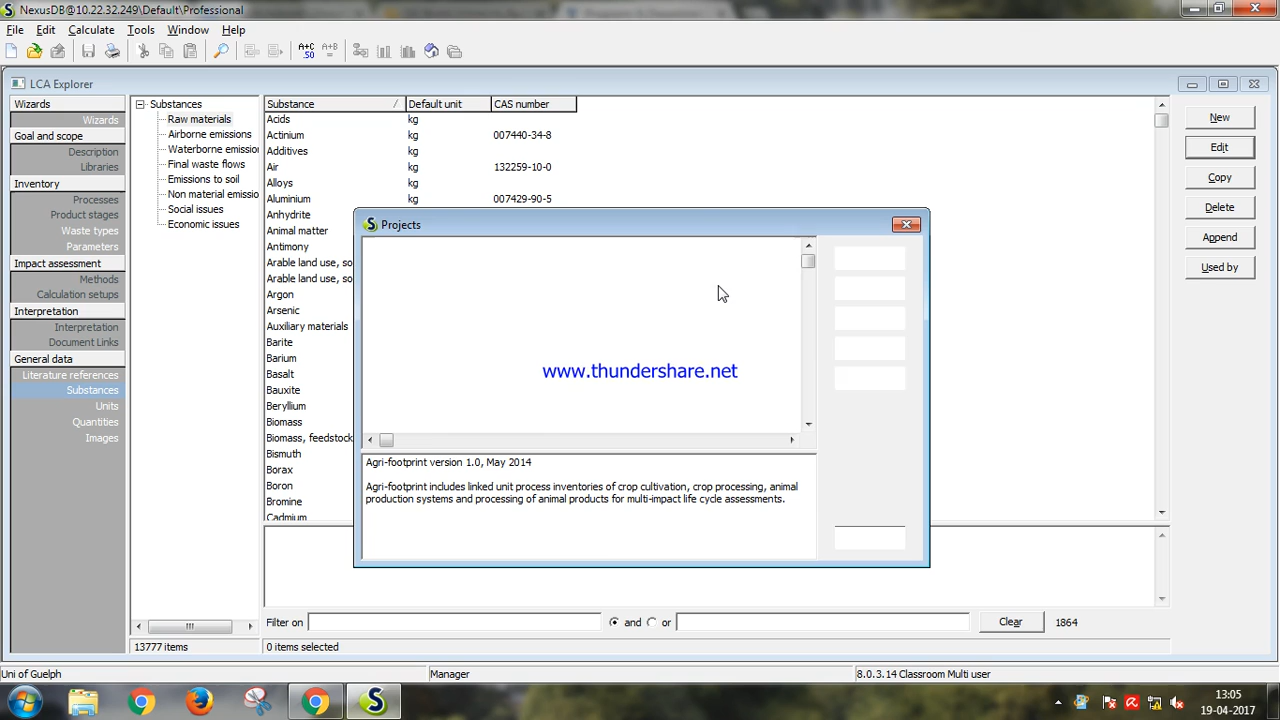 NexusDB@10.22.32.249\Default\Professional
File Edit Calculate Tools Window Help
LCA Explorer
Wizards
Wizards
Goal and scope
Description
Libraries
Inventory
Processes
Product stages
Waste types
Parameters
Impact assessment
Methods
Calculation setups
Interpretation
Interpretation
Document Links
General data
Literature references
Substances
Units
Quantities
Images
Substances
Raw materials
Airborne emissions
Waterborne emission
Final waste flows
Emissions to soil
Non material emissio
Social issues
Economic issues
Substance / Default unit CAS number
Acids kg
Actinium kg 007440-34-8
Additives kg
Air kg 132259-10-0
Alloys kg
Aluminium kg 007429-90-5
Anhydrite
Animal matter
Antimony
Arable land use, so
Arable land use, so
Argon
Arsenic
Auxiliary materials
Barite
Barium
Basalt
Bauxite
Beryllium
Biomass
Biomass, feedstock
Bismuth
Borax
Boron
Bromine
Cadmium
New
Edit
Copy
Delete
Append
Used by
Projects
www.thundershare.net
Agri-footprint version 1.0, May 2014
Agri-footprint includes linked unit process inventories of crop cultivation, crop processing, animal
production systems and processing of animal products for multi-impact life cycle assessments.
Filter on and or Clear 1864
13777 items 0 items selected
Uni of Guelph Manager 8.0.3.14 Classroom Multi user
13:05
19-04-2017